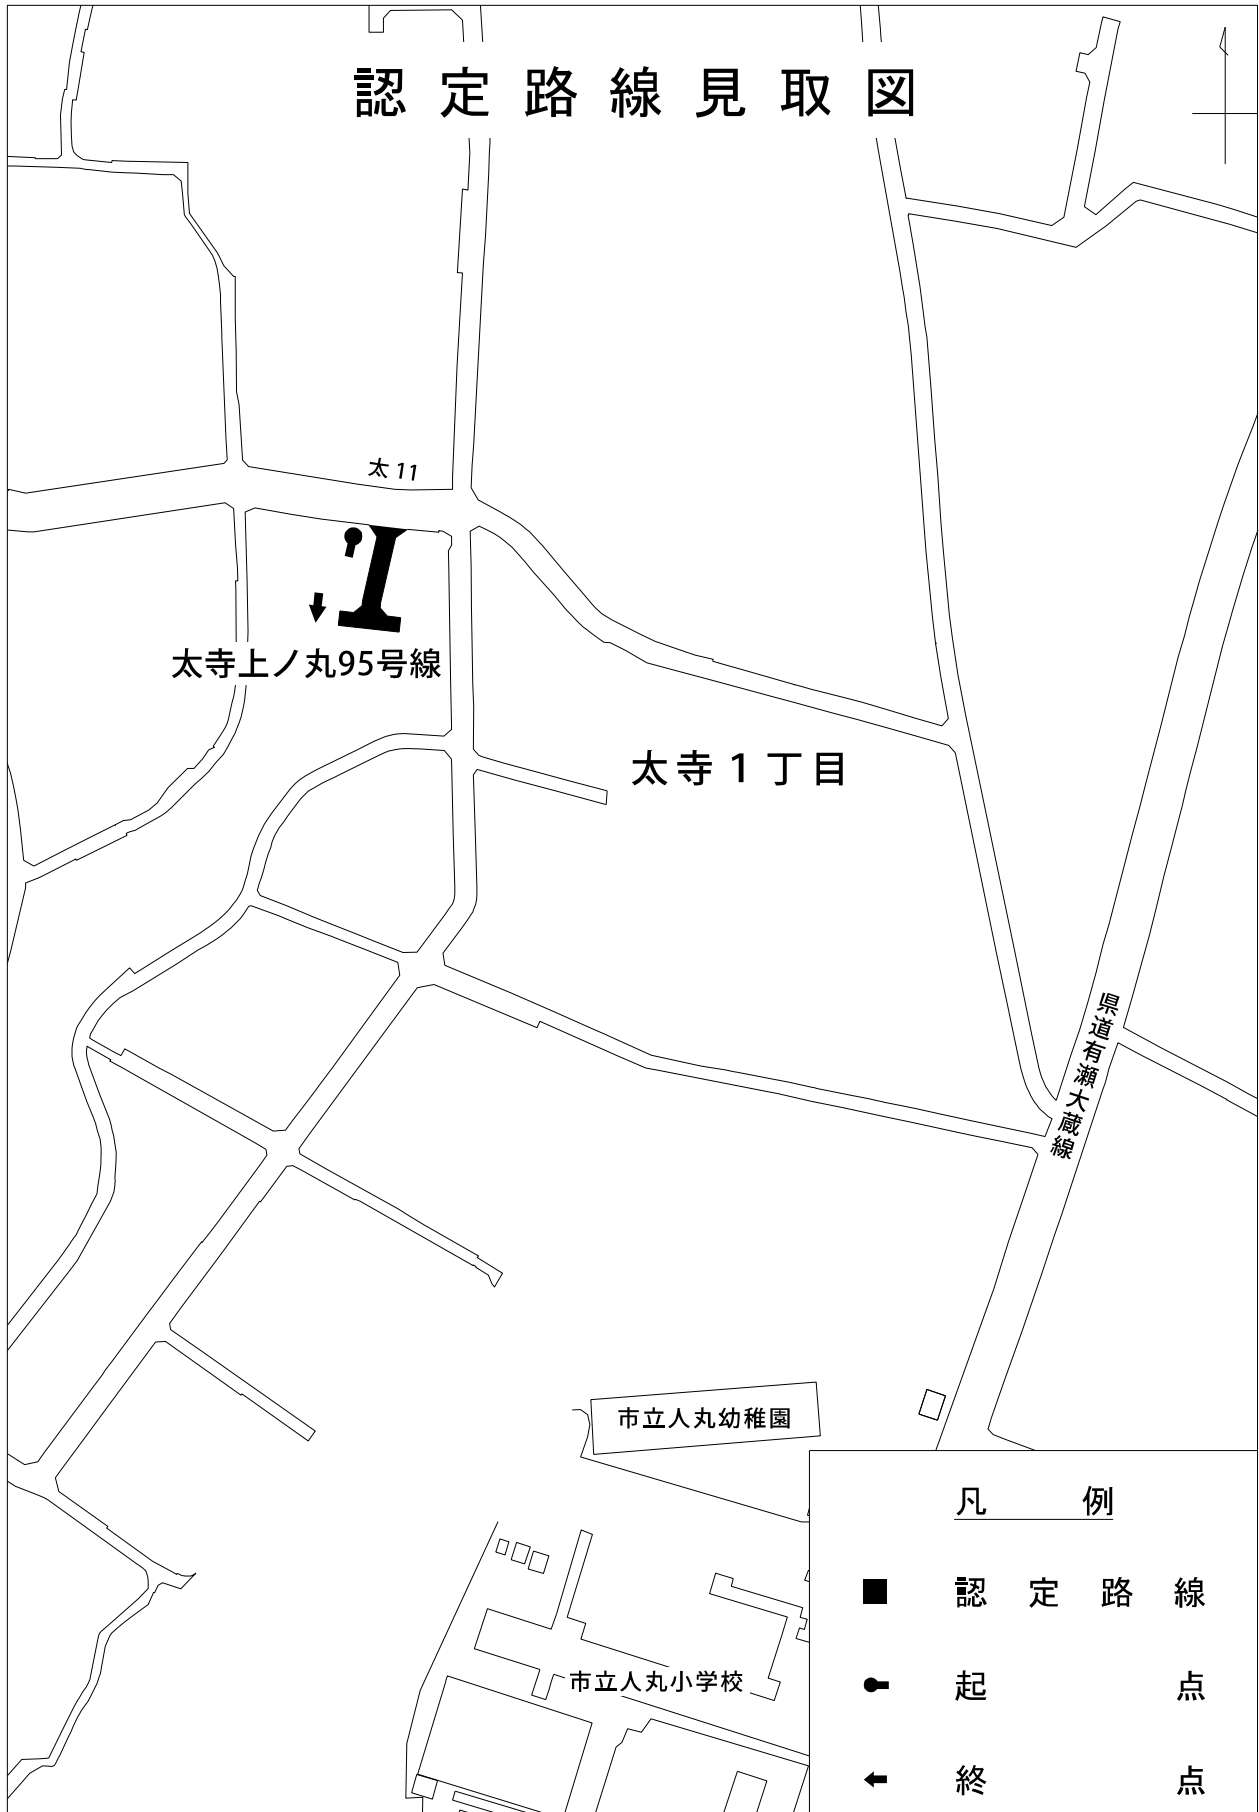 認定路線見取図
太11
太寺上ノ丸95号線
太寺1丁目
県道有瀬大蔵線
市立人丸幼稚園
市立人丸小学校
凡例
認定路線
起点
終点